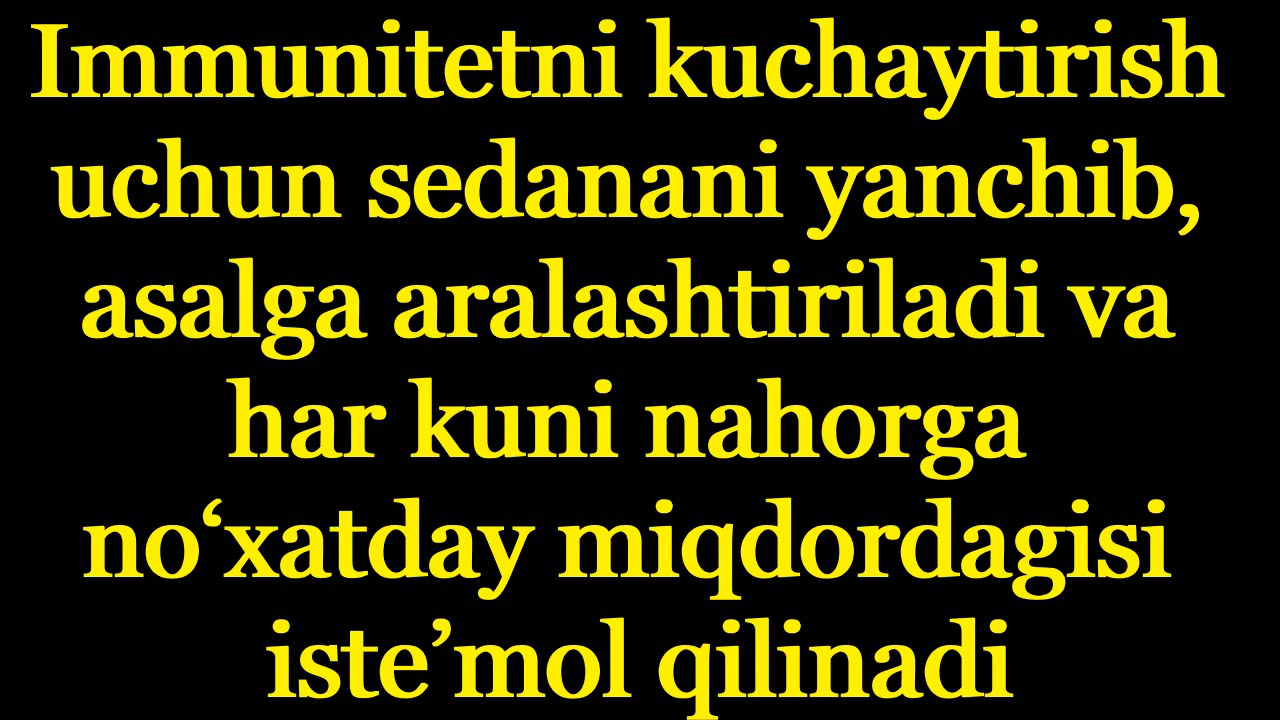 Immunitetni kuchaytirish
uchun sedanani yanchib,
asalga aralashtiriladi va
har kuni nahorga
no‘xatday miqdordagisi
iste’mol qilinadi